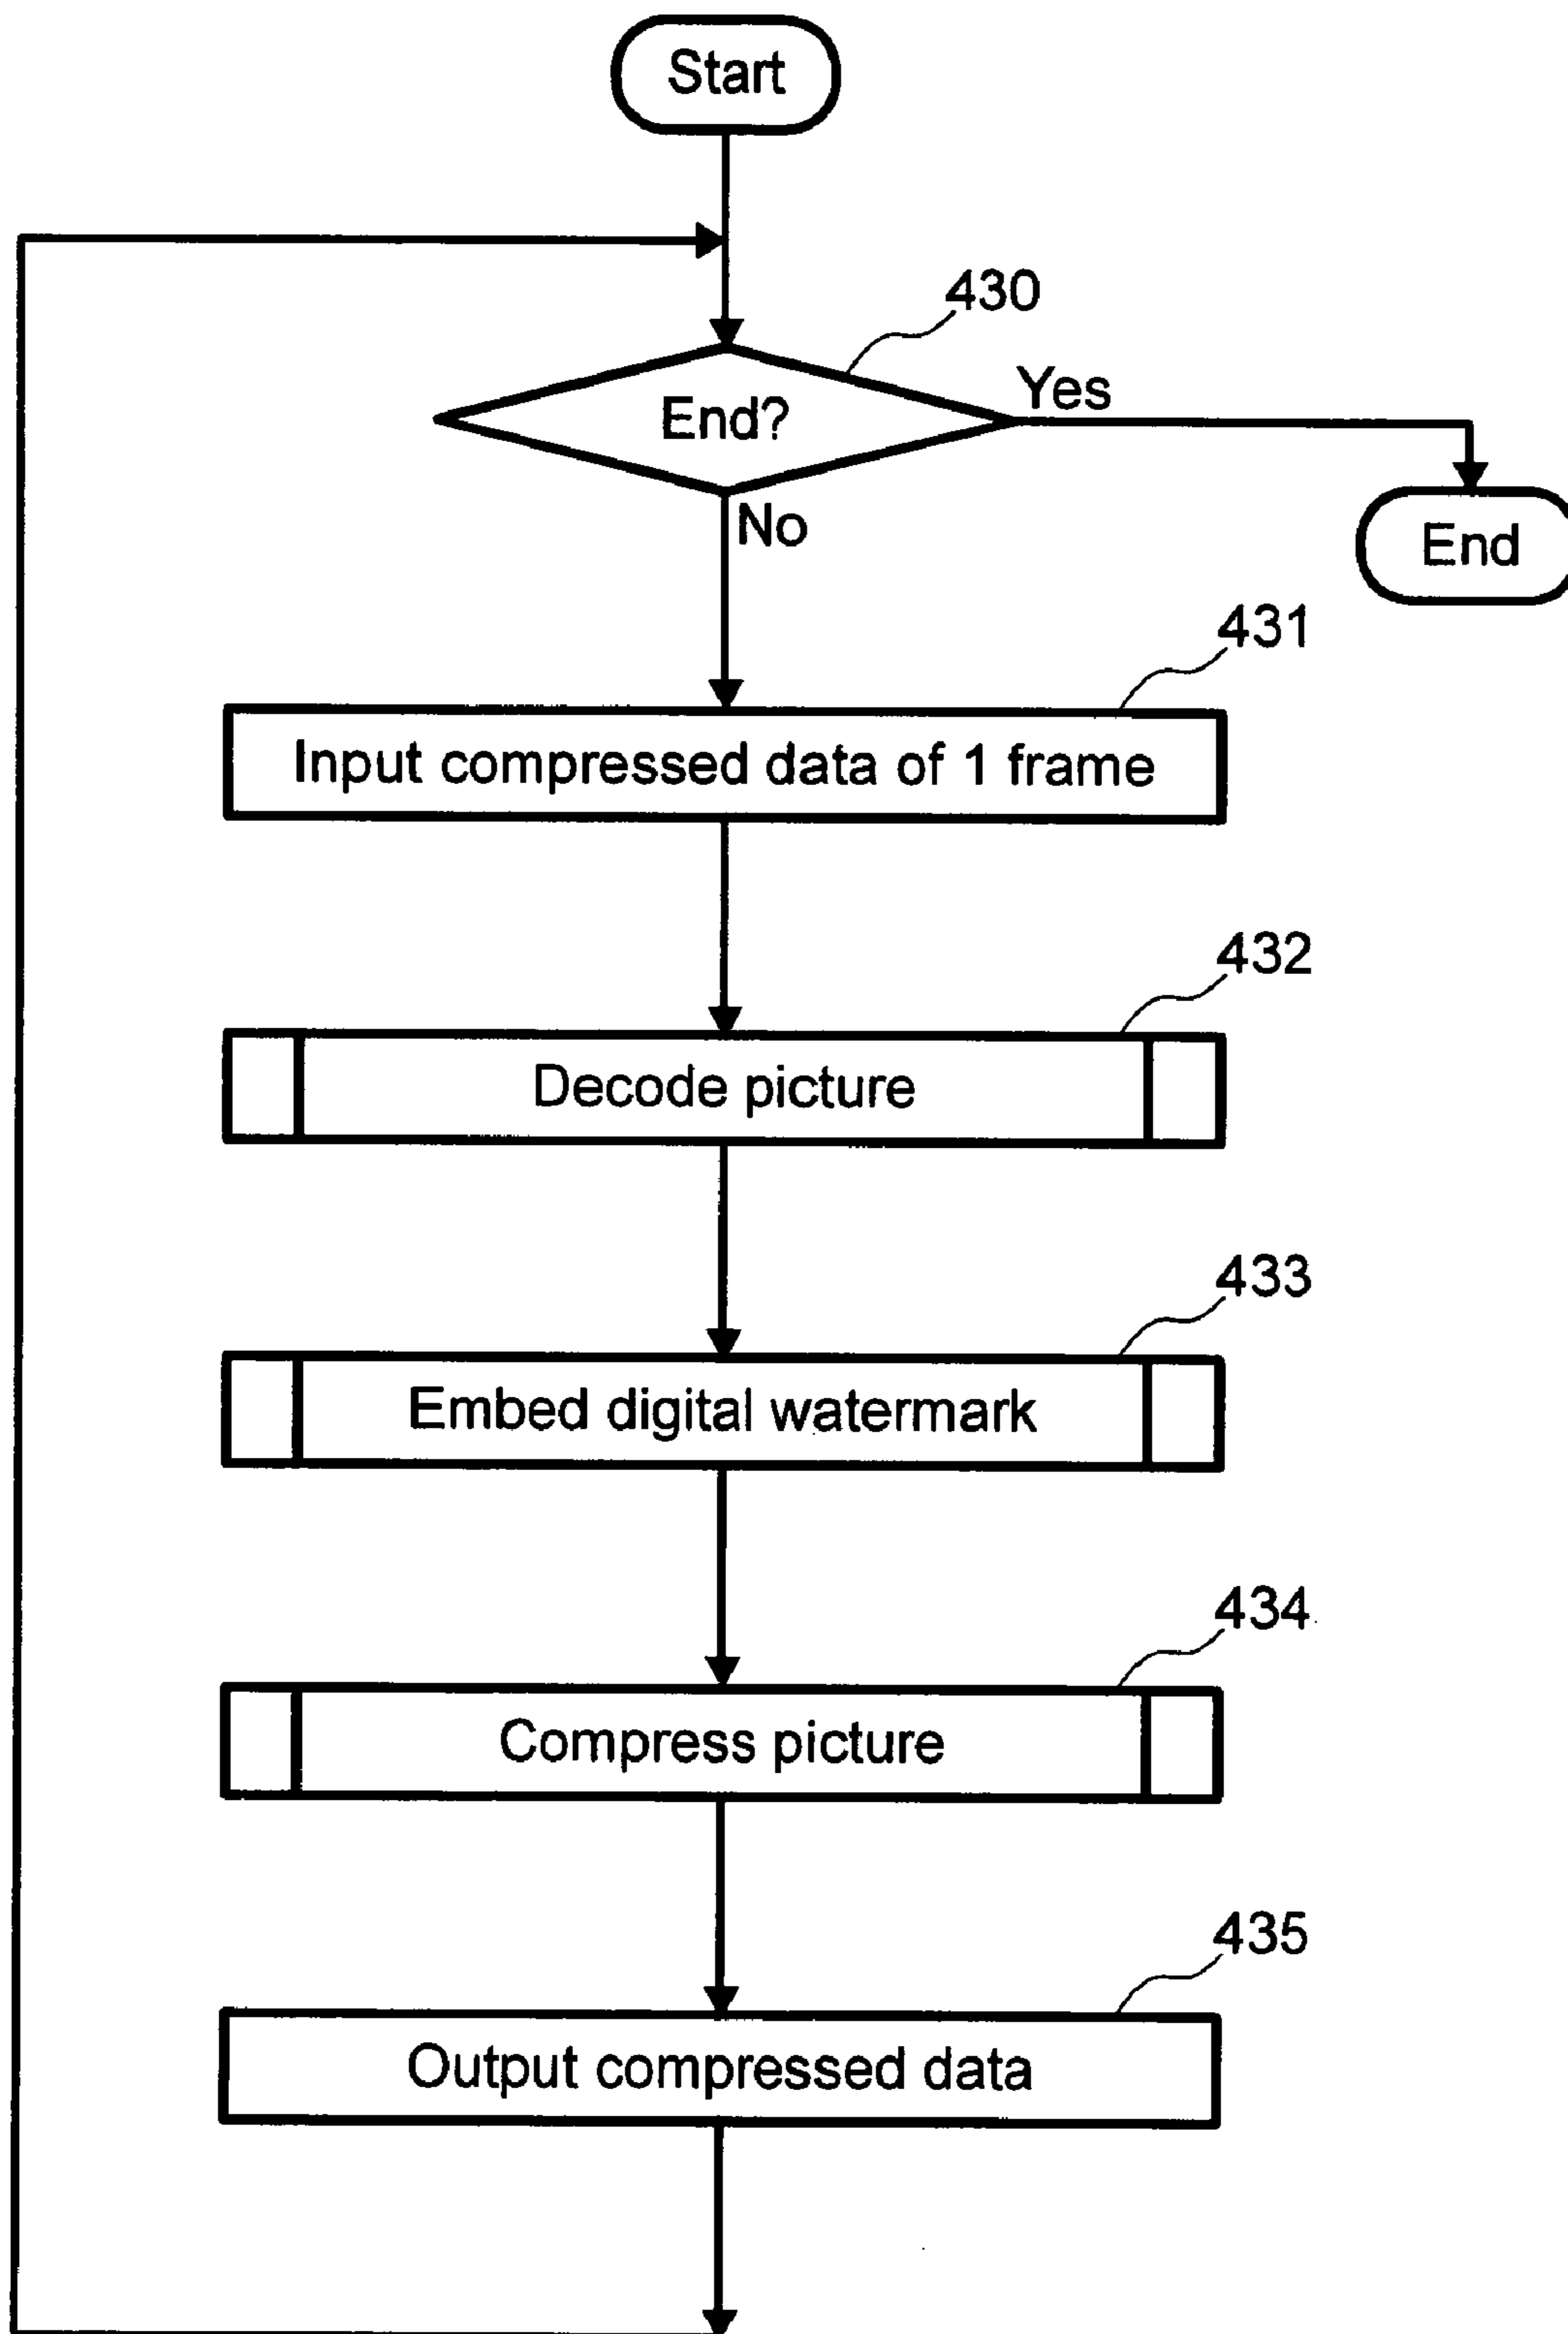 Start
430
End?
Yes
No
End
431
Input compressed data of 1 frame
432
Decode picture
433
Embed digital watermark
434
Compress picture
435
Output compressed data